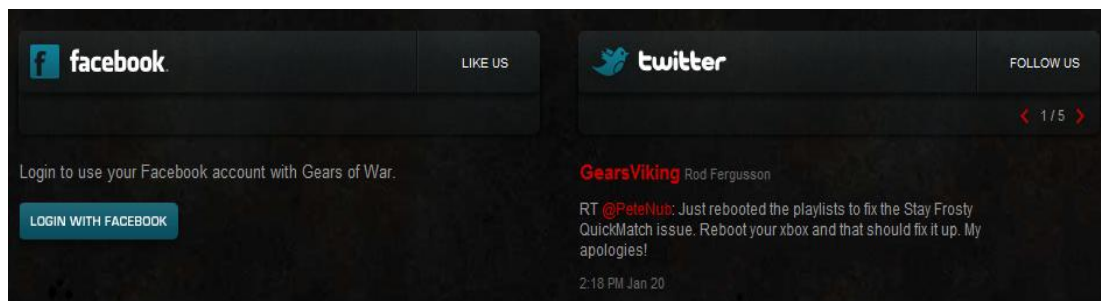 facebook.
LIKE US
Login to use your Facebook account with Gears of War.
LOGIN WITH FACEBOOK
twitter
FOLLOW US
1 / 5
GearsViking Rod Fergusson
RT @PeteNub: Just rebooted the playlists to fix the Stay Frosty
QuickMatch issue. Reboot your xbox and that should fix it up. My
apologies!
2:18 PM Jan 20